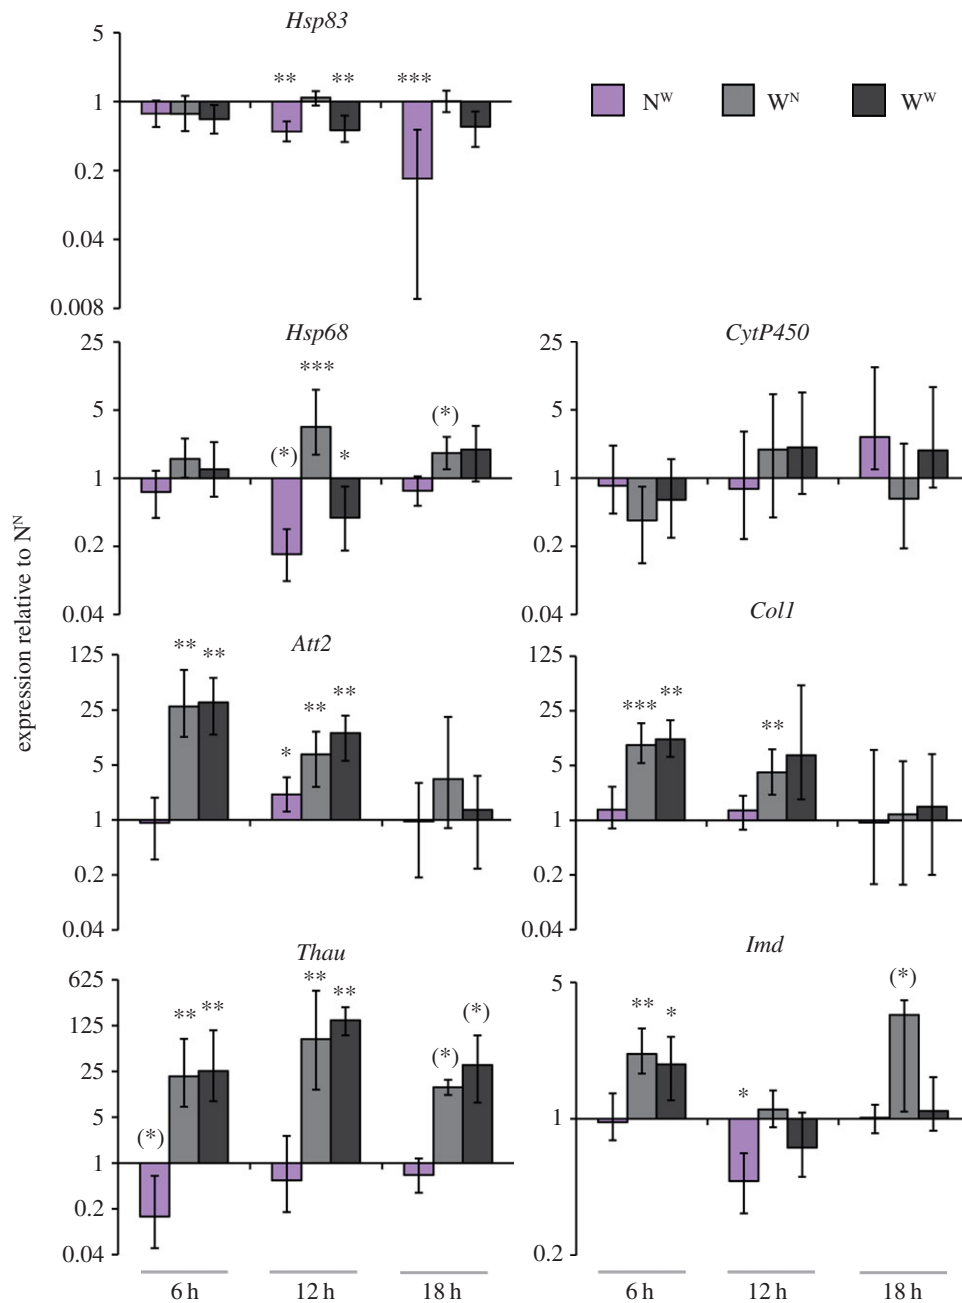 Hsp83
5
1
0.2
0.04
0.008
** ** ***
N^W W^N W^W
Hsp68
25
5
1
0.2
0.04
(*) *** * (*)
CytP450
25
5
1
0.2
0.04
expression relative to N^N
Att2
125
25
5
1
0.2
0.04
** ** * ** **
Col1
125
25
5
1
0.2
0.04
*** ** **
Thau
625
125
25
5
1
0.2
0.04
(*) ** ** ** ** (*) (*)
6 h 12 h 18 h
Imd
5
1
0.2
** * * (*)
6 h 12 h 18 h